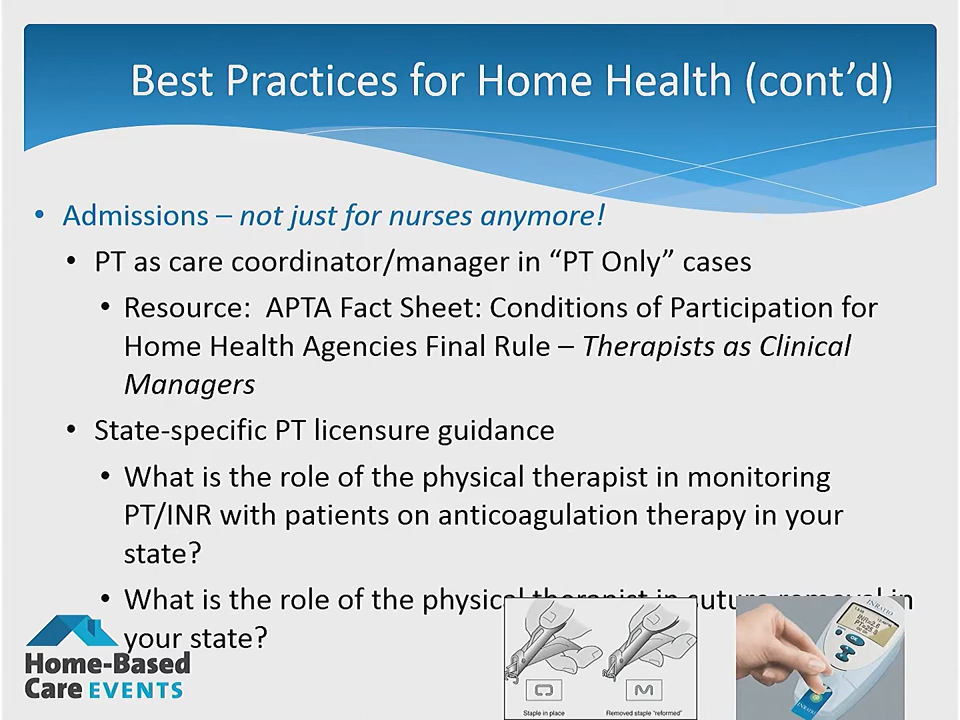 Best Practices for Home Health (cont’d)
• Admissions – not just for nurses anymore!
• PT as care coordinator/manager in “PT Only” cases
• Resource:  APTA Fact Sheet: Conditions of Participation for
Home Health Agencies Final Rule – Therapists as Clinical
Managers
• State-specific PT licensure guidance
• What is the role of the physical therapist in monitoring
PT/INR with patients on anticoagulation therapy in your
state?
• What is the role of the physical therapist in suture removal in
your state?
Home-Based
Care EVENTS
Staple in place
Removed staple “reformed”
INRATIO
OK
INRATIO